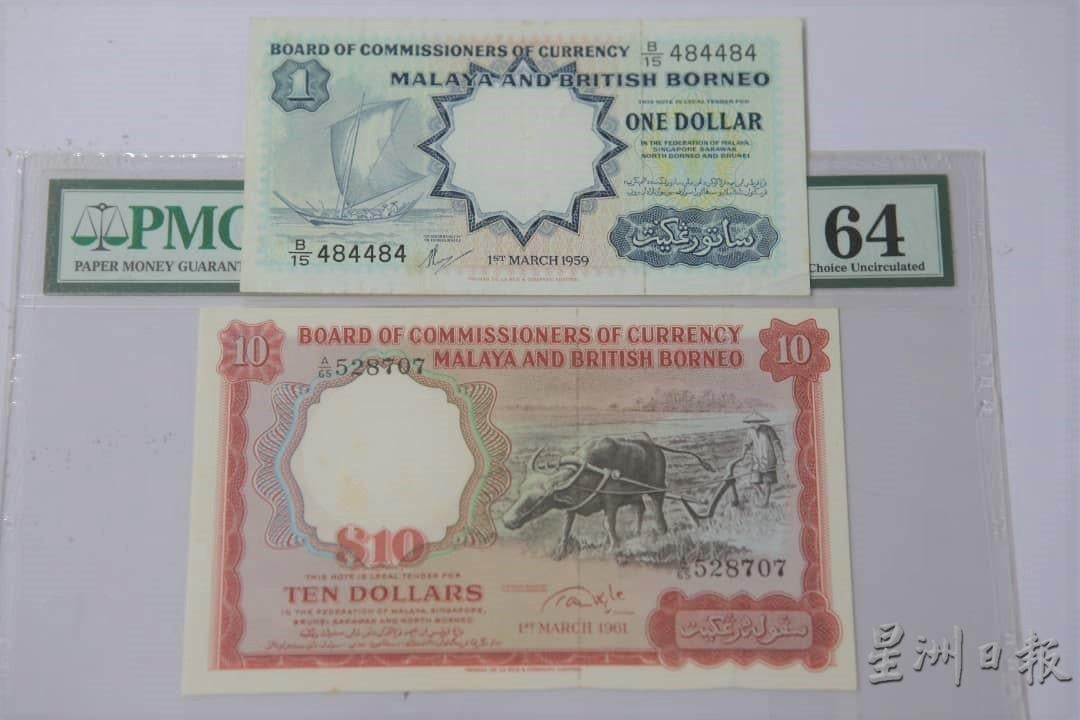 BOARD OF COMMISSIONERS OF CURRENCY B/15 484484
MALAYA AND BRITISH BORNEO
1
THIS NOTE IS LEGAL TENDER FOR
ONE DOLLAR
IN THE FEDERATION OF MALAYA,
SINGAPORE SARAWAK
NORTH BORNEO AND BRUNEI
ساتو رڠݢيت
B/15 484484
1ST MARCH 1959
PMG
PAPER MONEY GUARANT
64
Choice Uncirculated
10 BOARD OF COMMISSIONERS OF CURRENCY 10
MALAYA AND BRITISH BORNEO
A/65 528707
$10
THIS NOTE IS LEGAL TENDER FOR
TEN DOLLARS
IN THE FEDERATION OF MALAYA, SINGAPORE,
BRUNEI SARAWAK AND NORTH BORNEO
A/65 528707
1ST MARCH 1961
سڤوله رڠݢيت
星洲日報